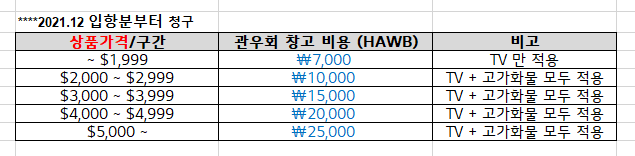 ****2021.12 입항분부터 청구
상품가격/구간 관우회 창고 비용 (HAWB) 비고
~ $1,999 ₩7,000 TV 만 적용
$2,000 ~ $2,999 ₩10,000 TV + 고가화물 모두 적용
$3,000 ~ $3,999 ₩15,000 TV + 고가화물 모두 적용
$4,000 ~ $4,999 ₩20,000 TV + 고가화물 모두 적용
$5,000 ~ ₩25,000 TV + 고가화물 모두 적용